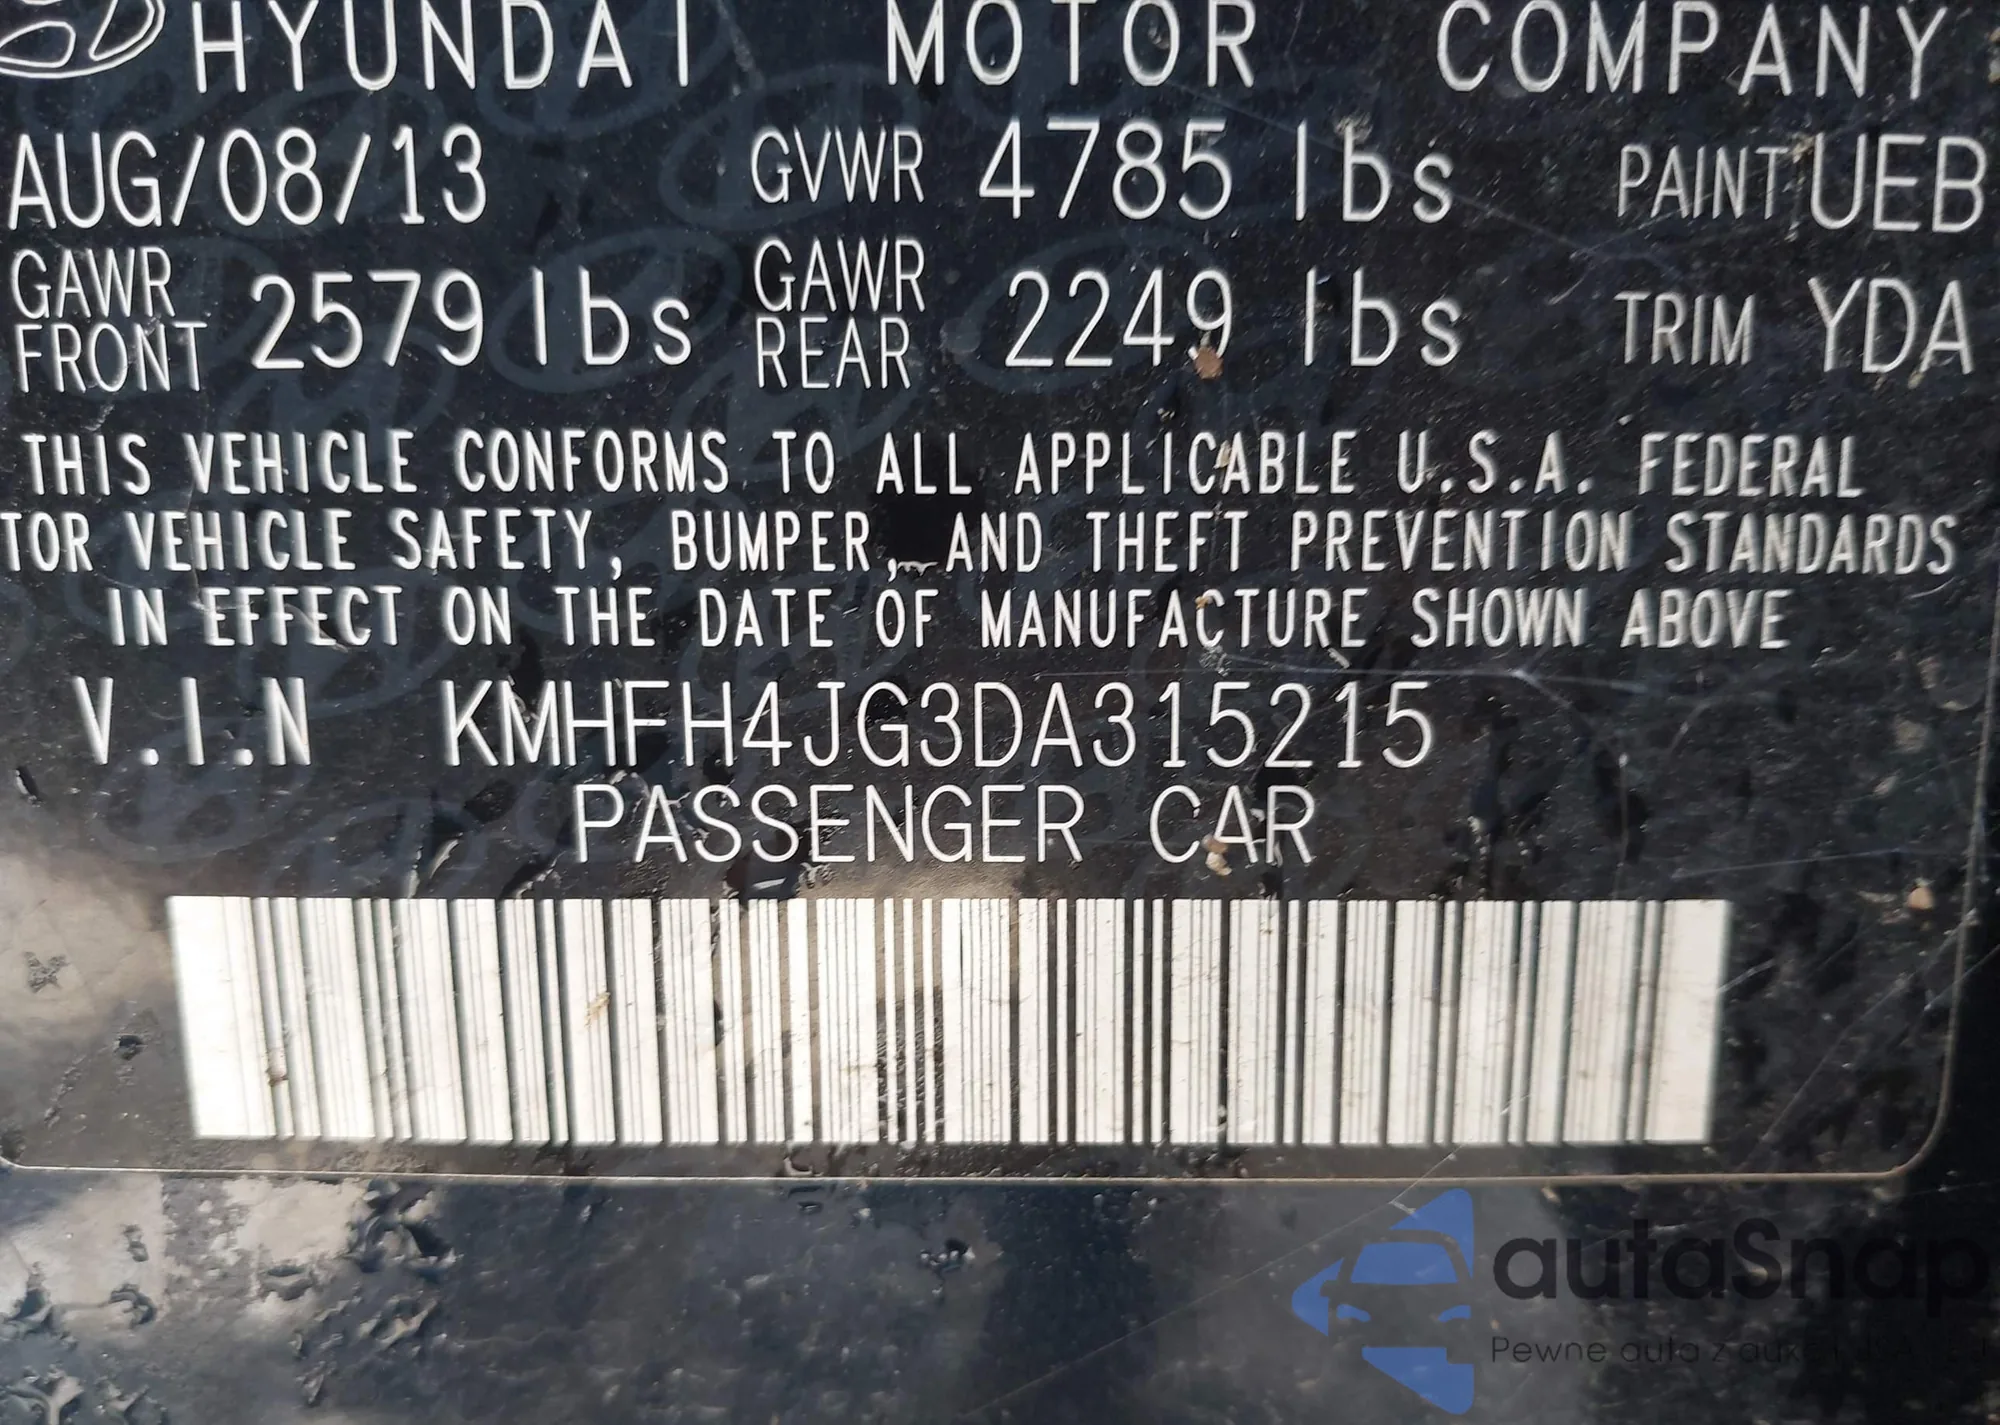 HYUNDAI MOTOR COMPANY
AUG/08/13 GVWR 4785 lbs PAINT UEB
GAWR FRONT 2579 lbs GAWR REAR 2249 lbs TRIM YDA
THIS VEHICLE CONFORMS TO ALL APPLICABLE U.S.A. FEDERAL
TOR VEHICLE SAFETY, BUMPER, AND THEFT PREVENTION STANDARDS
IN EFFECT ON THE DATE OF MANUFACTURE SHOWN ABOVE
V.I.N KMHFH4JG3DA315215
PASSENGER CAR
autaSnap
Pewne auta z